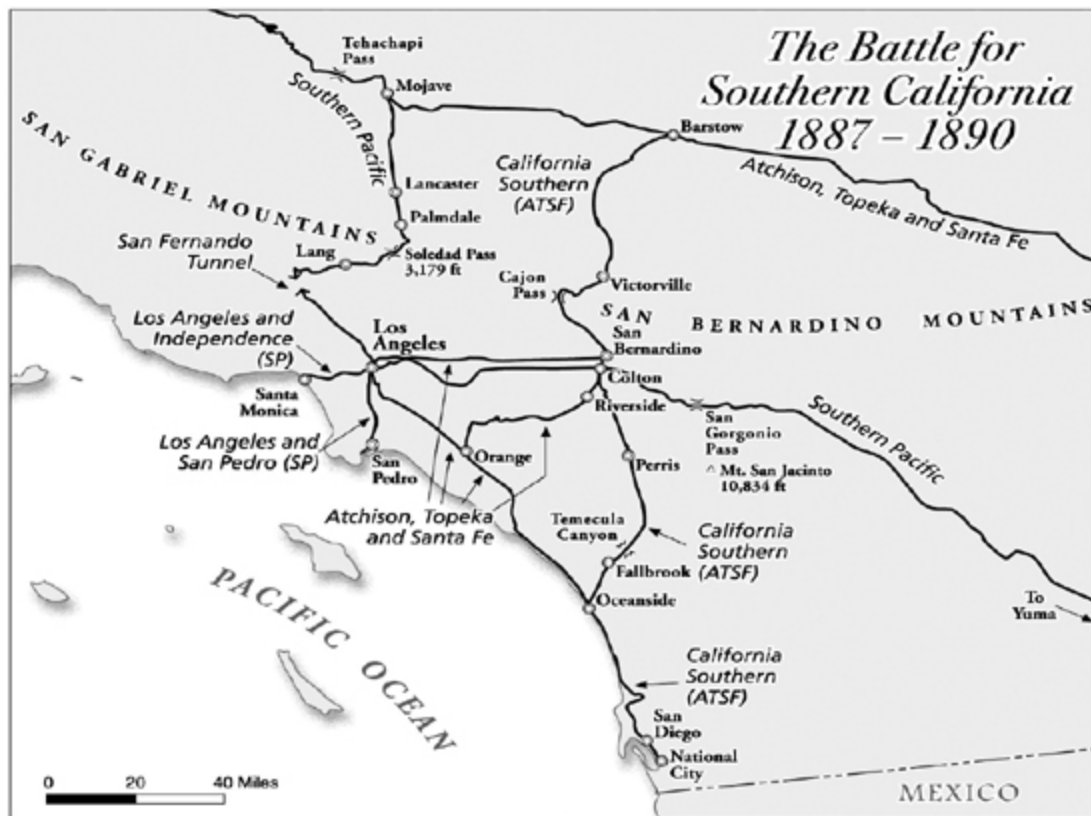 The Battle for
Southern California
1887 – 1890
Tehachapi
Pass
Mojave
Southern Pacific
Barstow
SAN GABRIEL MOUNTAINS
California
Southern
(ATSF)
Atchison, Topeka and Santa Fe
Lancaster
Palmdale
San Fernando
Tunnel
Lang
Soledad Pass
3,179 ft
Cajon
Pass
Victorville
SAN BERNARDINO MOUNTAINS
Los Angeles and
Independence
(SP)
Los
Angeles
San
Bernardino
Colton
Santa
Monica
Riverside
San
Gorgonio
Pass
Southern Pacific
Los Angeles and
San Pedro (SP)
San
Pedro
Orange
Perris
Mt. San Jacinto
10,834 ft
Atchison, Topeka
and Santa Fe
Temecula
Canyon
California
Southern
(ATSF)
Fallbrook
Oceanside
To
Yuma
PACIFIC OCEAN
California
Southern
(ATSF)
San
Diego
National
City
0 20 40 Miles
MEXICO